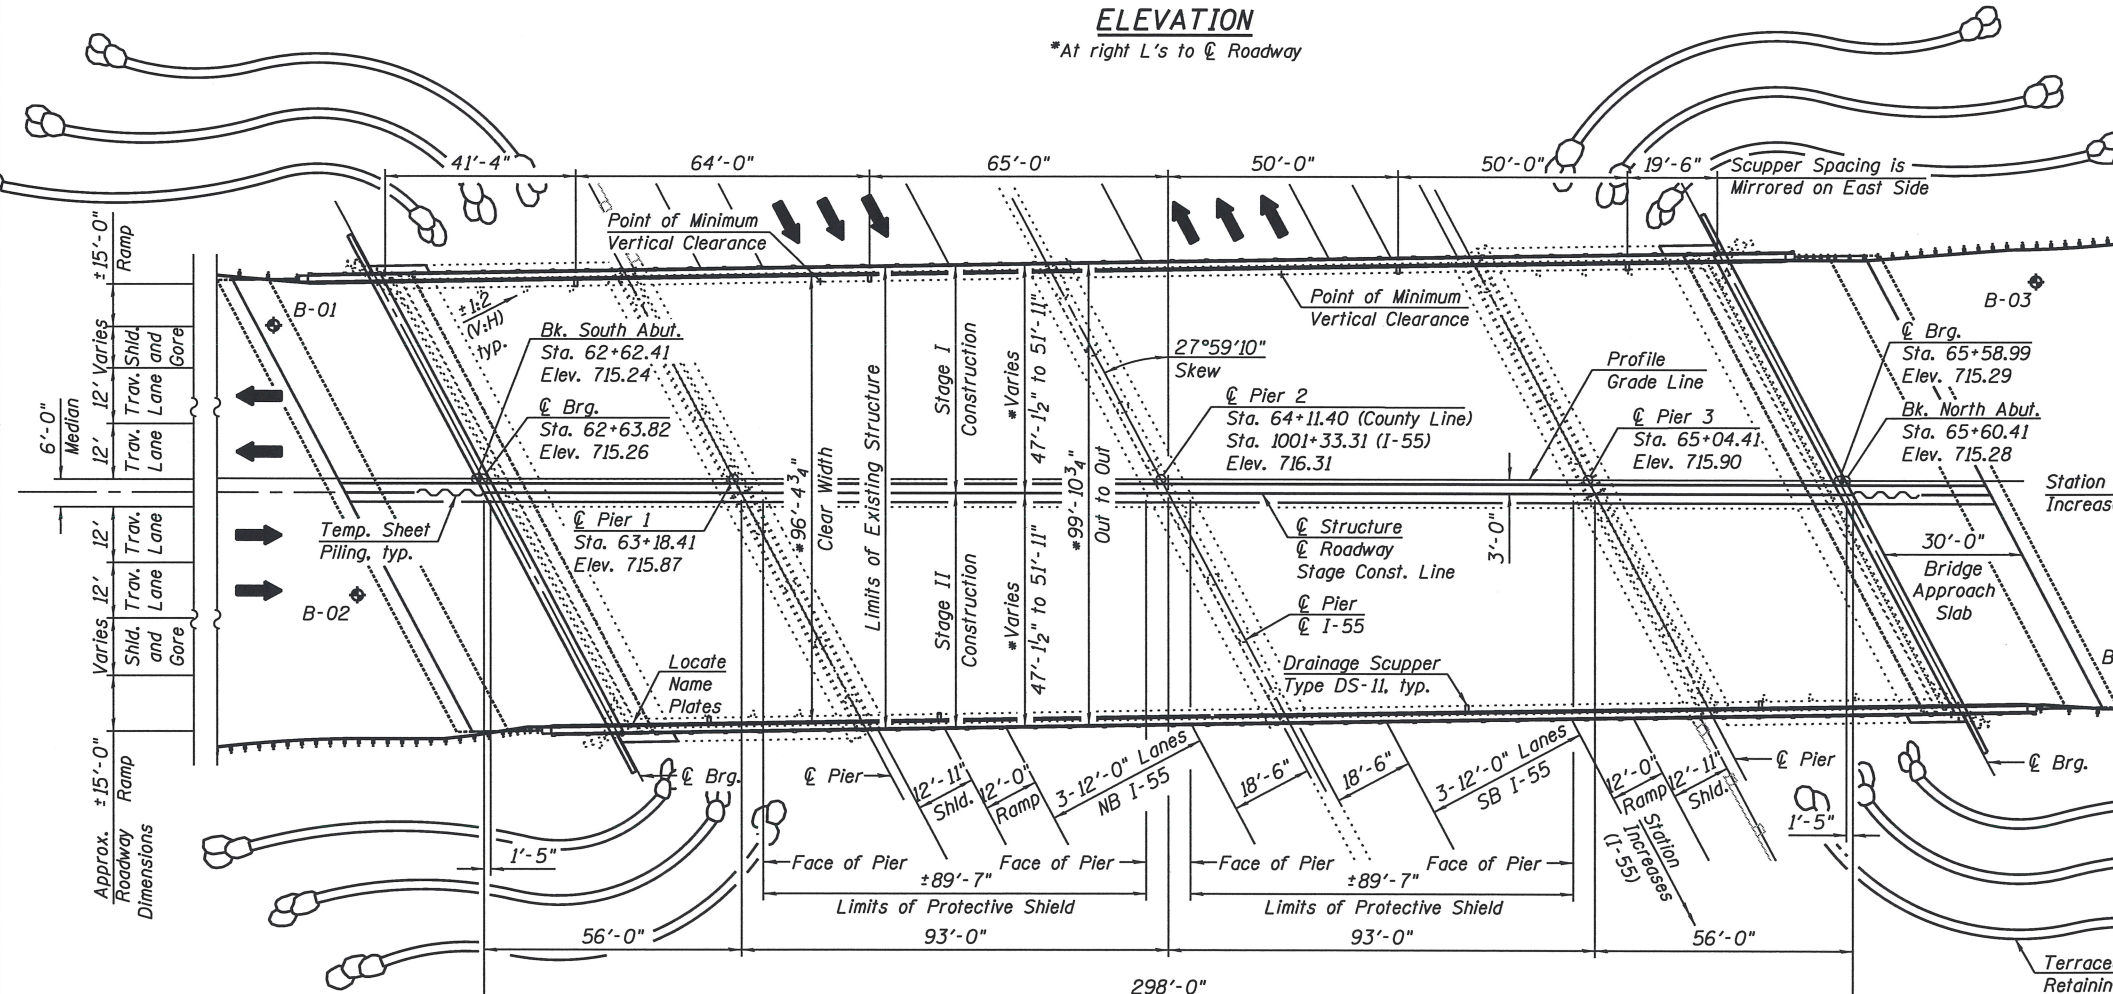 ELEVATION
*At right L's to ℄ Roadway
41'-4"
64'-0"
65'-0"
50'-0"
50'-0"
19'-6"
Scupper Spacing is
Mirrored on East Side
Point of Minimum
Vertical Clearance
±15'-0"
Ramp
Varies
Shld.
and
Gore
12'
Trav.
Lane
12'
Trav.
Lane
6'-0"
Median
12'
Trav.
Lane
12'
Trav.
Lane
Varies
Shld.
and
Gore
±15'-0"
Ramp
Approx.
Roadway
Dimensions
B-01
±1:2
(V:H)
typ.
Bk. South Abut.
Sta. 62+62.41
Elev. 715.24
℄ Brg.
Sta. 62+63.82
Elev. 715.26
Temp. Sheet
Piling, typ.
℄ Pier 1
Sta. 63+18.41
Elev. 715.87
B-02
Locate
Name
Plates
*96'-4¾"
Clear Width
Limits of Existing Structure
Stage I
Construction
Stage II
Construction
*Varies
47'-1½" to 51'-11"
*Varies
47'-1½" to 51'-11"
*99'-10¾"
Out to Out
Point of Minimum
Vertical Clearance
27°59'10"
Skew
℄ Pier 2
Sta. 64+11.40 (County Line)
Sta. 1001+33.31 (I-55)
Elev. 716.31
Profile
Grade Line
℄ Pier 3
Sta. 65+04.41
Elev. 715.90
B-03
℄ Brg.
Sta. 65+58.99
Elev. 715.29
Bk. North Abut.
Sta. 65+60.41
Elev. 715.28
Station
Increas
℄ Structure
℄ Roadway
Stage Const. Line
3'-0"
30'-0"
Bridge
Approach
Slab
℄ Pier
℄ I-55
Drainage Scupper
Type DS-11, typ.
B
℄ Brg.
℄ Pier
12'-11"
Shld.
12'-0"
Ramp
3-12'-0" Lanes
NB I-55
18'-6"
18'-6"
3-12'-0" Lanes
SB I-55
12'-0"
Ramp
12'-11"
Shld.
℄ Pier
℄ Brg.
Station
Increases
(I-55)
1'-5"
1'-5"
Face of Pier
Face of Pier
Face of Pier
Face of Pier
±89'-7"
Limits of Protective Shield
±89'-7"
Limits of Protective Shield
56'-0"
93'-0"
93'-0"
56'-0"
298'-0"
Terrace
Retainin